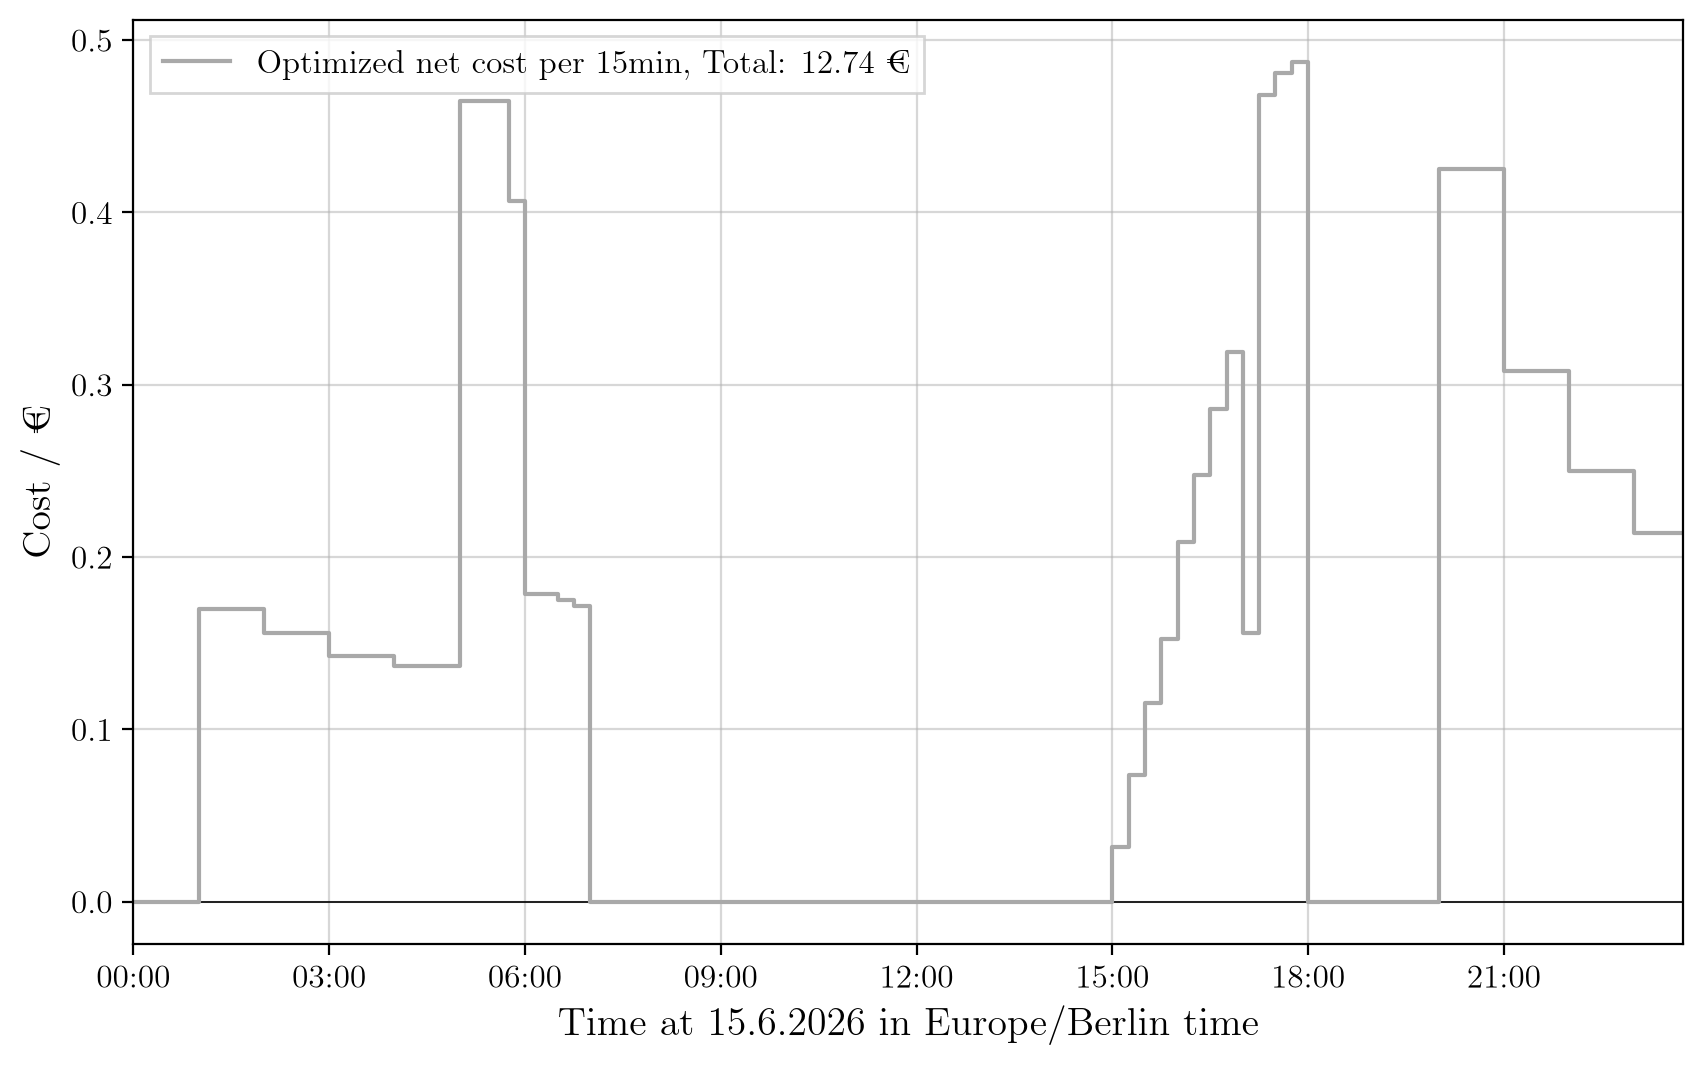 Optimized net cost per 15min, Total: 12.74 €
0.5
0.4
0.3
0.2
0.1
0.0
Cost / €
00:00 03:00 06:00 09:00 12:00 15:00 18:00 21:00
Time at 15.6.2026 in Europe/Berlin time